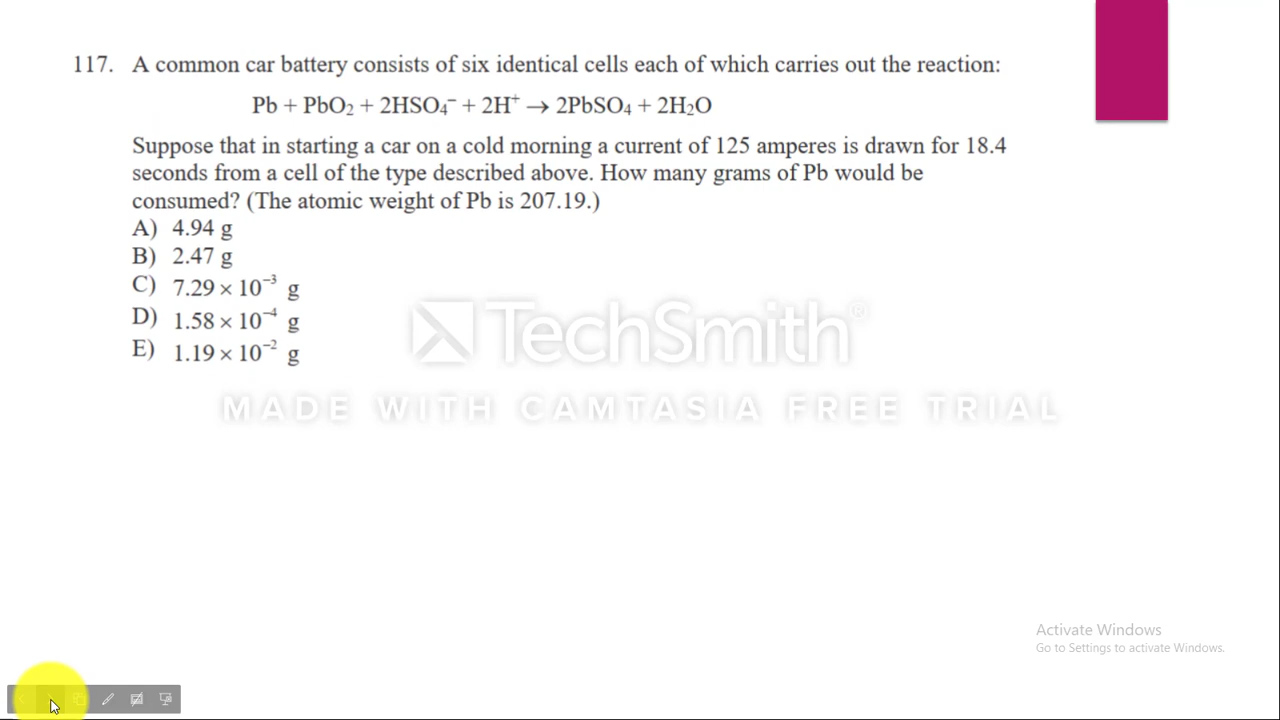 117. A common car battery consists of six identical cells each of which carries out the reaction:
Pb + PbO₂ + 2HSO₄⁻ + 2H⁺ → 2PbSO₄ + 2H₂O
Suppose that in starting a car on a cold morning a current of 125 amperes is drawn for 18.4
seconds from a cell of the type described above. How many grams of Pb would be
consumed? (The atomic weight of Pb is 207.19.)
A) 4.94 g
B) 2.47 g
C) 7.29 × 10⁻³ g
D) 1.58 × 10⁻⁴ g
E) 1.19 × 10⁻² g
TechSmith®
MADE WITH CAMTASIA FREE TRIAL
Activate Windows
Go to Settings to activate Windows.